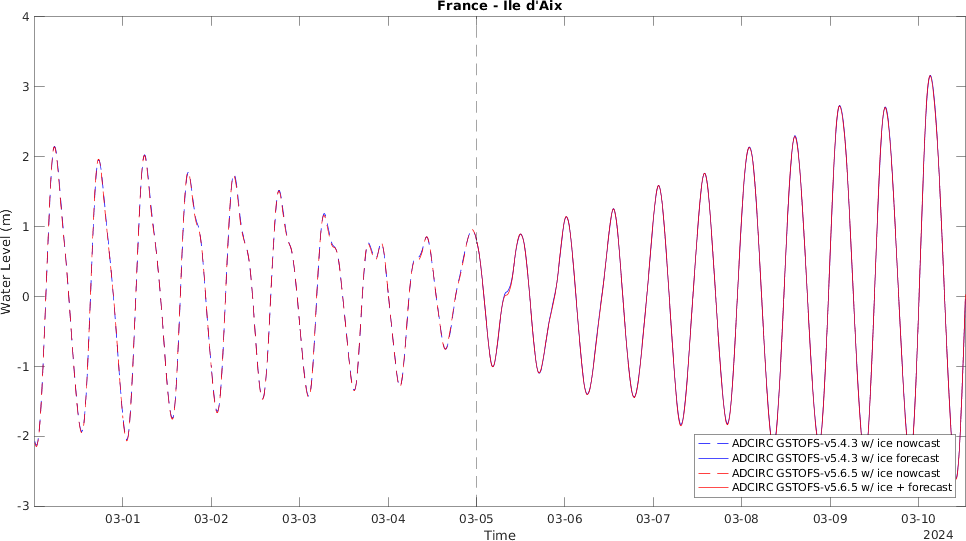 France - Ile d'Aix
Water Level (m)
4
3
2
1
0
-1
-2
-3
03-01 03-02 03-03 03-04 03-05 03-06 03-07 03-08 03-09 03-10
Time
2024
ADCIRC GSTOFS-v5.4.3 w/ ice nowcast
ADCIRC GSTOFS-v5.4.3 w/ ice forecast
ADCIRC GSTOFS-v5.6.5 w/ ice nowcast
ADCIRC GSTOFS-v5.6.5 w/ ice + forecast